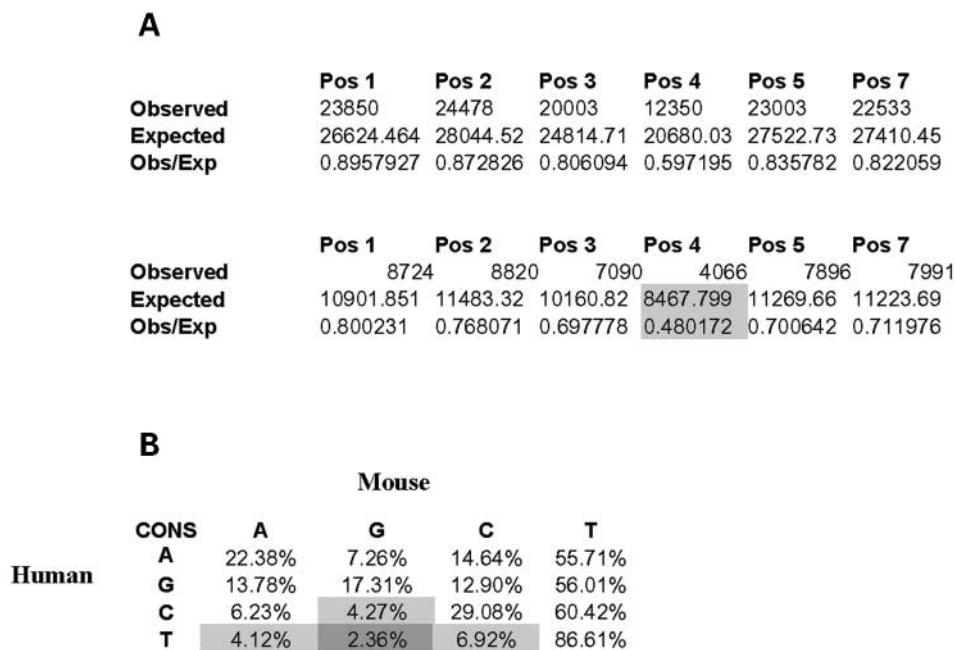 A
Pos 1 Pos 2 Pos 3 Pos 4 Pos 5 Pos 7
Observed 23850 24478 20003 12350 23003 22533
Expected 26624.464 28044.52 24814.71 20680.03 27522.73 27410.45
Obs/Exp 0.8957927 0.872826 0.806094 0.597195 0.835782 0.822059
Pos 1 Pos 2 Pos 3 Pos 4 Pos 5 Pos 7
Observed 8724 8820 7090 4066 7896 7991
Expected 10901.851 11483.32 10160.82 8467.799 11269.66 11223.69
Obs/Exp 0.800231 0.768071 0.697778 0.480172 0.700642 0.711976
B
Mouse
CONS A G C T
A 22.38% 7.26% 14.64% 55.71%
Human
G 13.78% 17.31% 12.90% 56.01%
C 6.23% 4.27% 29.08% 60.42%
T 4.12% 2.36% 6.92% 86.61%